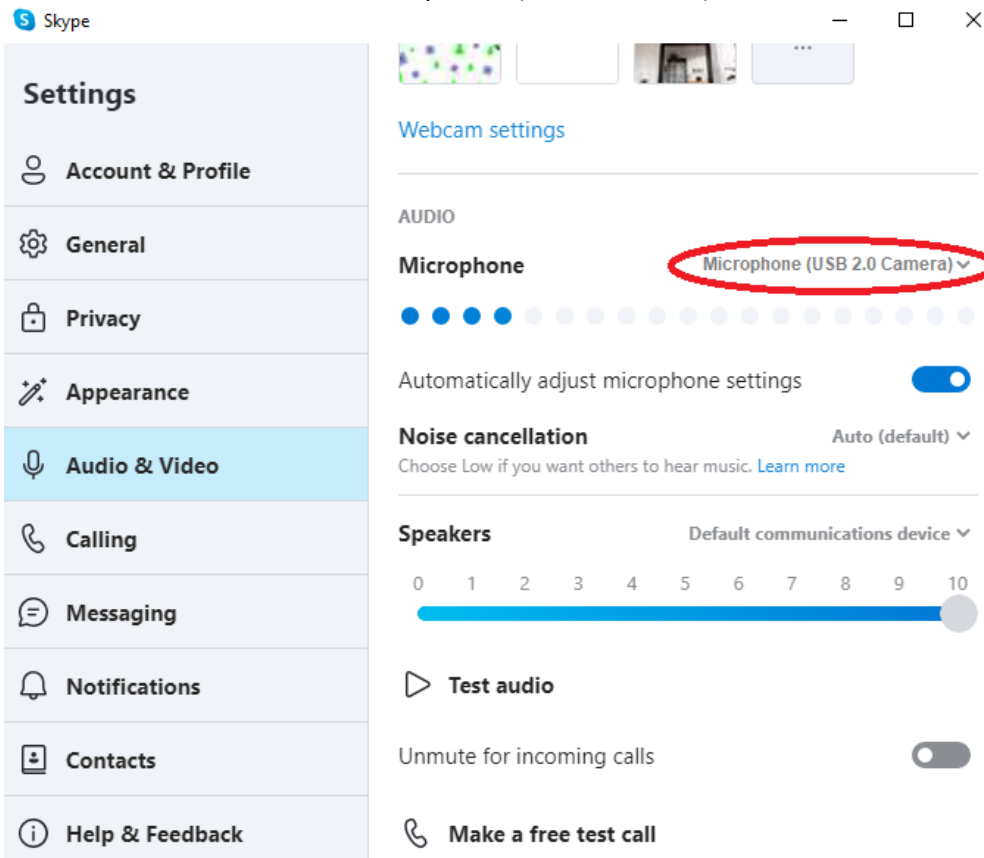 Skype
Settings
Account & Profile
General
Privacy
Appearance
Audio & Video
Calling
Messaging
Notifications
Contacts
Help & Feedback
...
Webcam settings
AUDIO
Microphone Microphone (USB 2.0 Camera)
Automatically adjust microphone settings
Noise cancellation Auto (default)
Choose Low if you want others to hear music. Learn more
Speakers Default communications device
0 1 2 3 4 5 6 7 8 9 10
Test audio
Unmute for incoming calls
Make a free test call